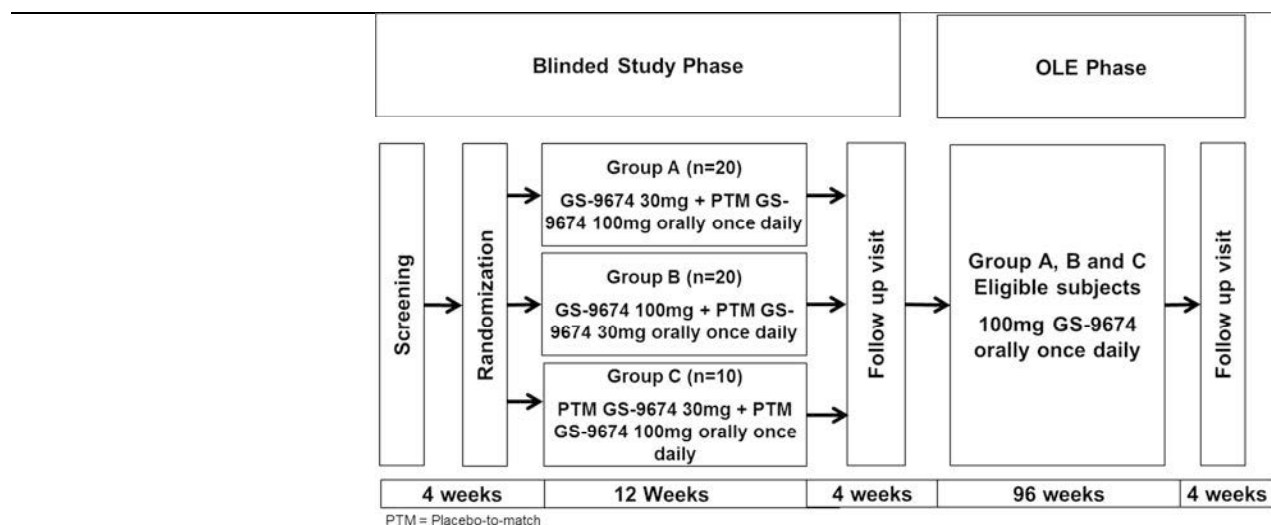 Blinded Study Phase
OLE Phase
Screening
Randomization
Group A (n=20)
GS-9674 30mg + PTM GS-
9674 100mg orally once daily
Group B (n=20)
GS-9674 100mg + PTM GS-
9674 30mg orally once daily
Group C (n=10)
PTM GS-9674 30mg + PTM
GS-9674 100mg orally once
daily
Follow up visit
Group A, B and C
Eligible subjects
100mg GS-9674
orally once daily
Follow up visit
4 weeks
12 Weeks
4 weeks
96 weeks
4 weeks
PTM = Placebo-to-match